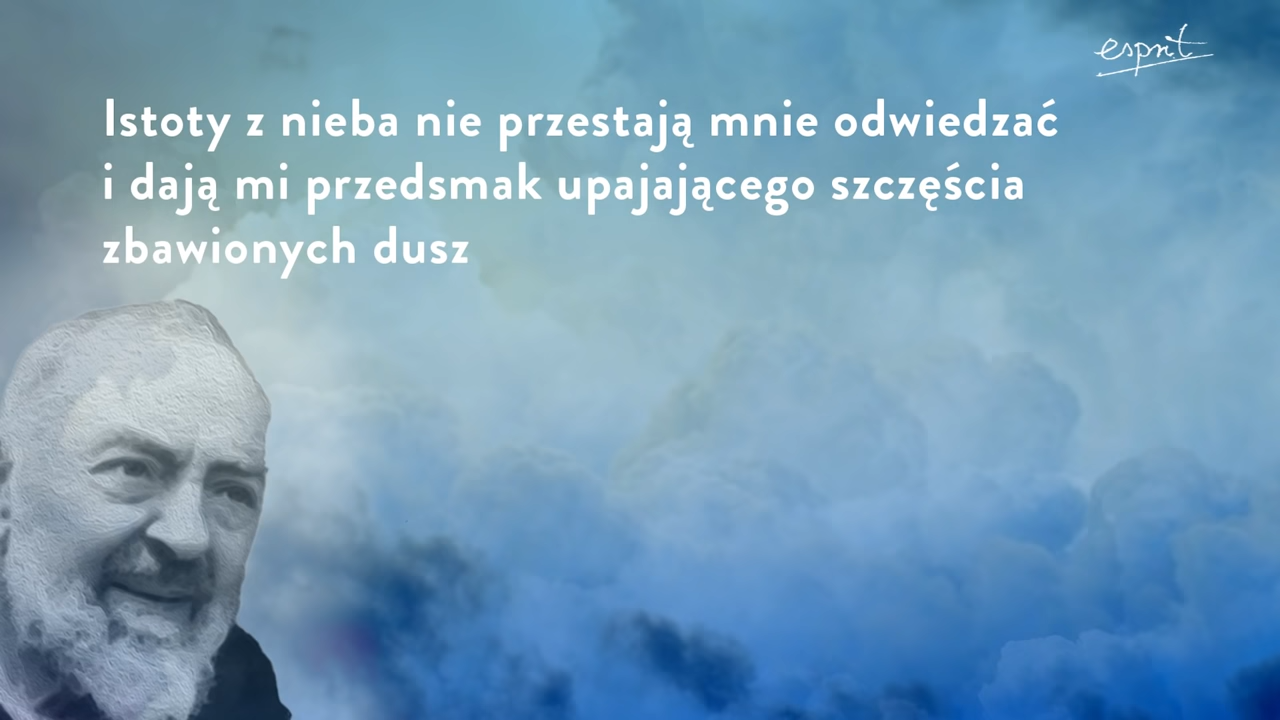 esprit
Istoty z nieba nie przestają mnie odwiedzać
i dają mi przedsmak upajającego szczęścia
zbawionych dusz